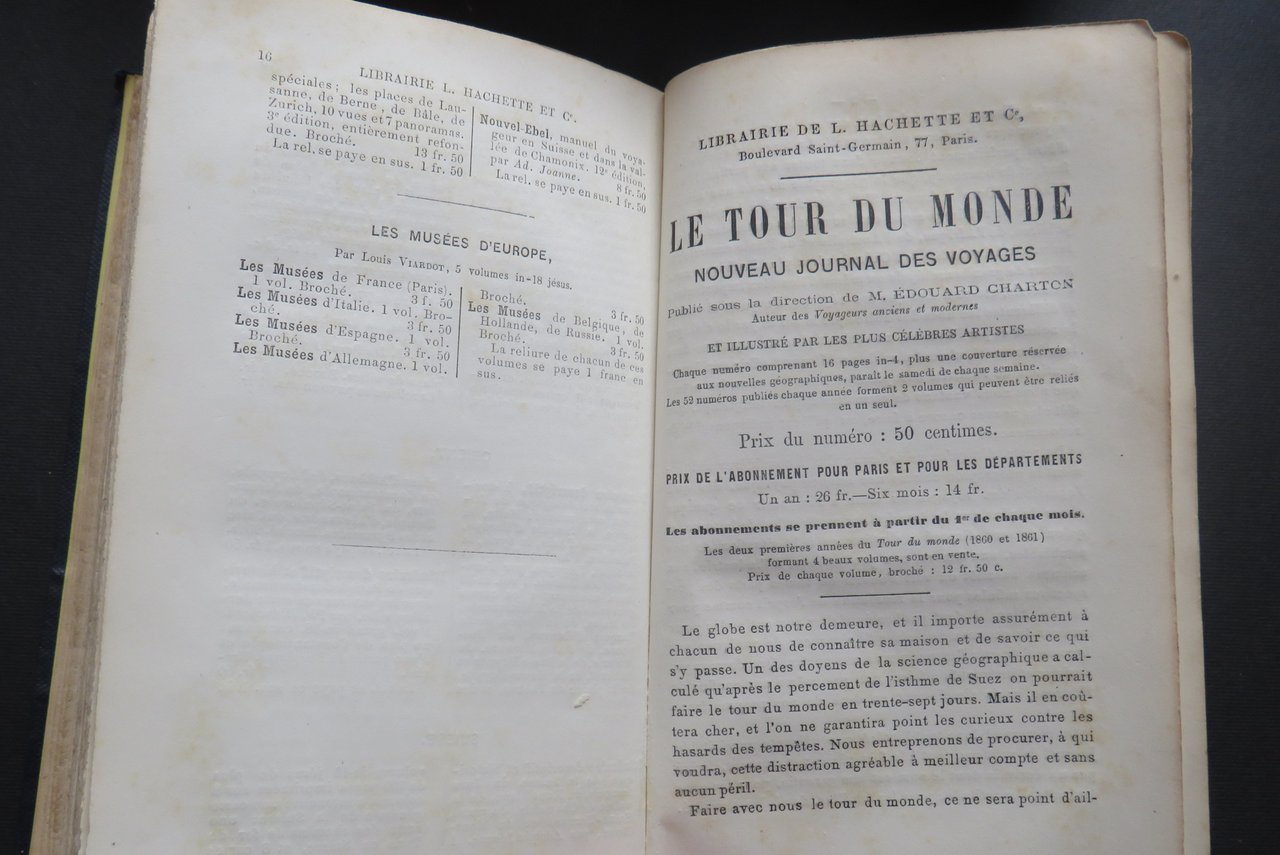 16
LIBRAIRIE L. HACHETTE ET Cie.
spéciales; les places de Lau-
sanne, de Berne, de Bâle, de
Zurich, 10 vues et 7 panoramas.
3e édition, entièrement refon-
due. Broché. 13 fr. 50
La rel. se paye en sus. 1 fr. 50
Nouvel-Ebel, manuel du voya-
geur en Suisse et dans la val-
lée de Chamonix. 12e édition,
par Ad. Joanne. 8 fr. 50
La rel. se paye en sus. 1 fr. 50
LES MUSÉES D'EUROPE,
Par Louis VIARDOT, 5 volumes in-18 jésus.
Les Musées de France (Paris).
1 vol. Broché. 3 f. 50
Les Musées d'Italie. 1 vol. Bro-
ché. 3 fr. 50
Les Musées d'Espagne. 1 vol.
Broché. 3 fr. 50
Les Musées d'Allemagne. 1 vol.
Broché. 3 fr. 50
Les Musées de Belgique, de
Hollande, de Russie. 1 vol.
Broché. 3 fr. 50
La reliure de chacun de ces
volumes se paye 1 franc en
sus.
LIBRAIRIE DE L. HACHETTE ET Cie,
Boulevard Saint-Germain, 77, Paris.
LE TOUR DU MONDE
NOUVEAU JOURNAL DES VOYAGES
Publié sous la direction de M. ÉDOUARD CHARTON
Auteur des Voyageurs anciens et modernes
ET ILLUSTRÉ PAR LES PLUS CÉLÈBRES ARTISTES
Chaque numéro comprenant 16 pages in-4, plus une couverture réservée
aux nouvelles géographiques, paraît le samedi de chaque semaine.
Les 52 numéros publiés chaque année forment 2 volumes qui peuvent être reliés
en un seul.
Prix du numéro : 50 centimes.
PRIX DE L'ABONNEMENT POUR PARIS ET POUR LES DÉPARTEMENTS
Un an : 26 fr.—Six mois : 14 fr.
Les abonnements se prennent à partir du 1er de chaque mois.
Les deux premières années du Tour du monde (1860 et 1861)
formant 4 beaux volumes, sont en vente.
Prix de chaque volume, broché : 12 fr. 50 c.
Le globe est notre demeure, et il importe assurément à
chacun de nous de connaître sa maison et de savoir ce qui
s'y passe. Un des doyens de la science géographique a cal-
culé qu'après le percement de l'isthme de Suez on pourrait
faire le tour du monde en trente-sept jours. Mais il en coû-
tera cher, et l'on ne garantira point les curieux contre les
hasards des tempêtes. Nous entreprenons de procurer, à qui
voudra, cette distraction agréable à meilleur compte et sans
aucun péril.
Faire avec nous le tour du monde, ce ne sera point d'ail-